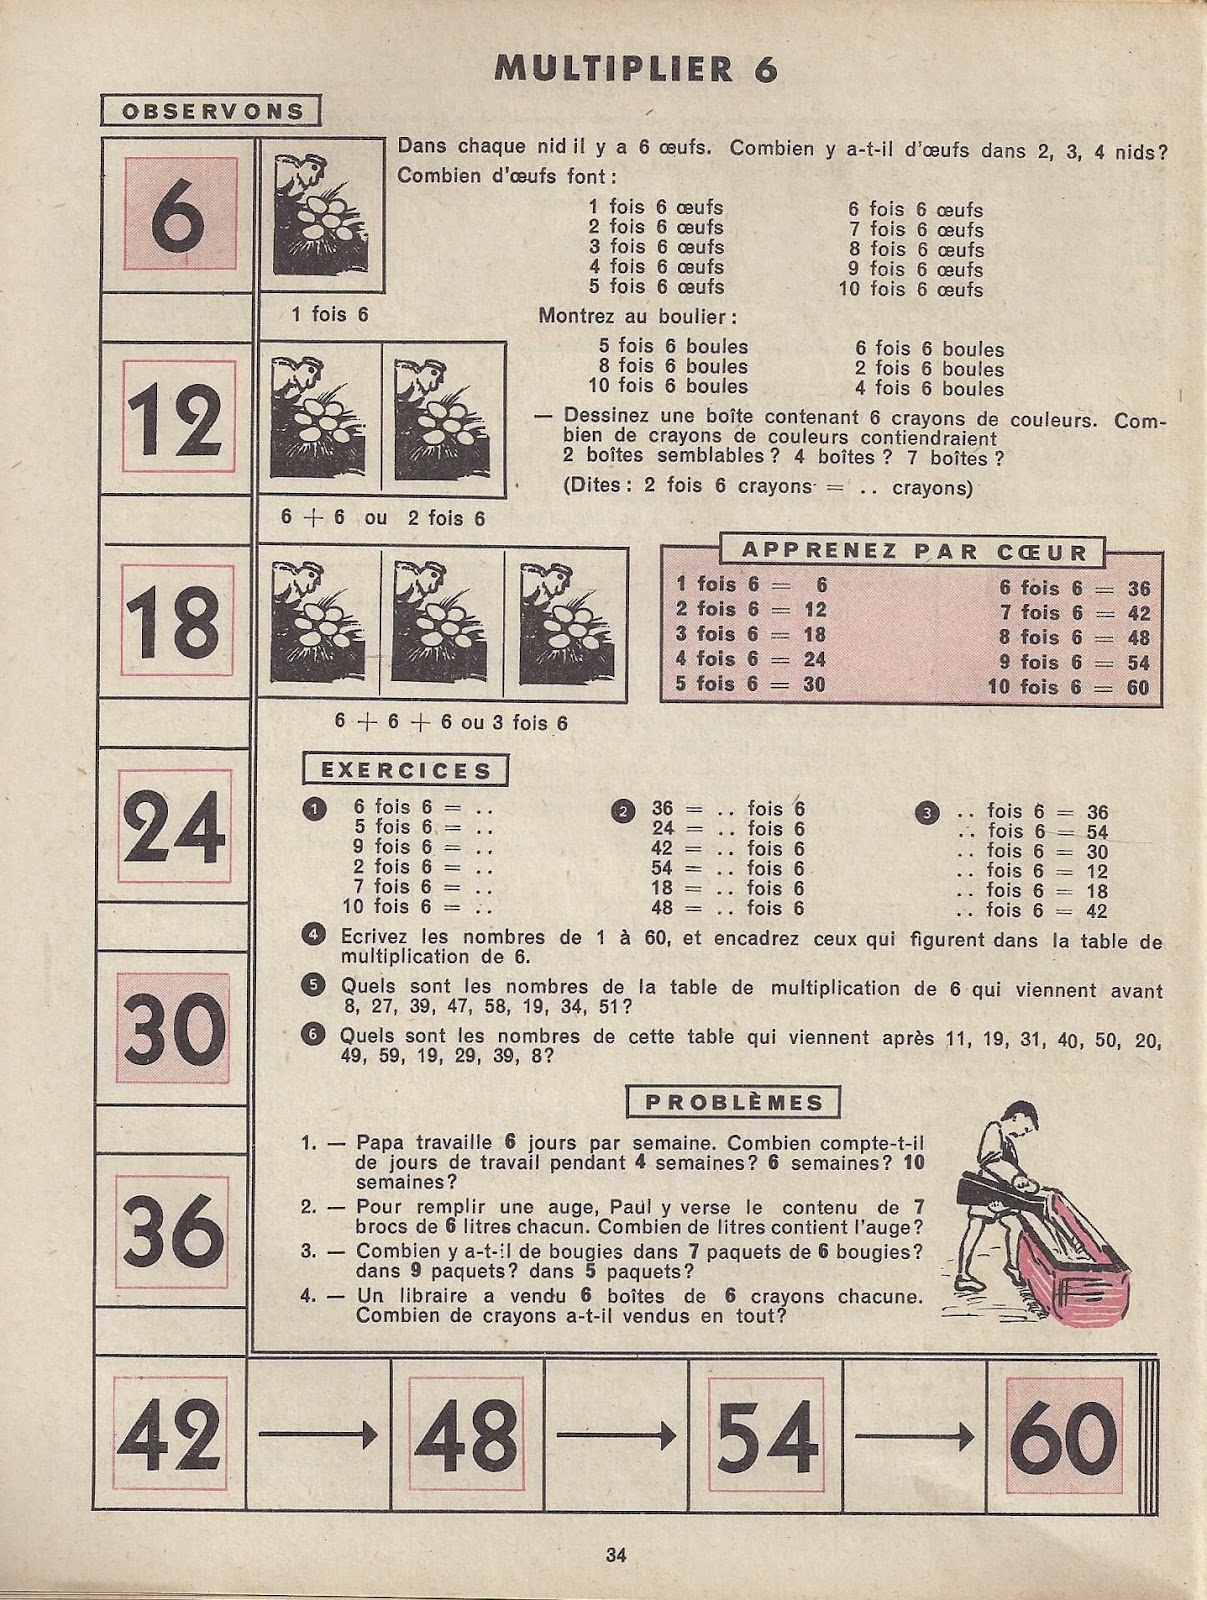 MULTIPLIER 6
OBSERVONS
6
Dans chaque nid il y a 6 œufs. Combien y a-t-il d'œufs dans 2, 3, 4 nids?
Combien d'œufs font :
1 fois 6 œufs
2 fois 6 œufs
3 fois 6 œufs
4 fois 6 œufs
5 fois 6 œufs
6 fois 6 œufs
7 fois 6 œufs
8 fois 6 œufs
9 fois 6 œufs
10 fois 6 œufs
1 fois 6
Montrez au boulier :
5 fois 6 boules
8 fois 6 boules
10 fois 6 boules
6 fois 6 boules
2 fois 6 boules
4 fois 6 boules
12
— Dessinez une boîte contenant 6 crayons de couleurs. Com-
bien de crayons de couleurs contiendraient
2 boîtes semblables ? 4 boîtes ? 7 boîtes ?
(Dites : 2 fois 6 crayons = .. crayons)
6 + 6 ou 2 fois 6
18
6 + 6 + 6 ou 3 fois 6
APPRENEZ PAR CŒUR
1 fois 6 = 6
2 fois 6 = 12
3 fois 6 = 18
4 fois 6 = 24
5 fois 6 = 30
6 fois 6 = 36
7 fois 6 = 42
8 fois 6 = 48
9 fois 6 = 54
10 fois 6 = 60
24
30
36
EXERCICES
1 6 fois 6 = ..
5 fois 6 = ..
9 fois 6 = ..
2 fois 6 = ..
7 fois 6 = ..
10 fois 6 = ..
2 36 = .. fois 6
24 = .. fois 6
42 = .. fois 6
54 = .. fois 6
18 = .. fois 6
48 = .. fois 6
3 .. fois 6 = 36
.. fois 6 = 54
.. fois 6 = 30
.. fois 6 = 12
.. fois 6 = 18
.. fois 6 = 42
4 Ecrivez les nombres de 1 à 60, et encadrez ceux qui figurent dans la table de
multiplication de 6.
5 Quels sont les nombres de la table de multiplication de 6 qui viennent avant
8, 27, 39, 47, 58, 19, 34, 51?
6 Quels sont les nombres de cette table qui viennent après 11, 19, 31, 40, 50, 20,
49, 59, 19, 29, 39, 8?
PROBLÈMES
1. — Papa travaille 6 jours par semaine. Combien compte-t-il
de jours de travail pendant 4 semaines? 6 semaines? 10
semaines?
2. — Pour remplir une auge, Paul y verse le contenu de 7
brocs de 6 litres chacun. Combien de litres contient l'auge?
3. — Combien y a-t-il de bougies dans 7 paquets de 6 bougies?
dans 9 paquets? dans 5 paquets?
4. — Un libraire a vendu 6 boîtes de 6 crayons chacune.
Combien de crayons a-t-il vendus en tout?
42 → 48 → 54 → 60
34